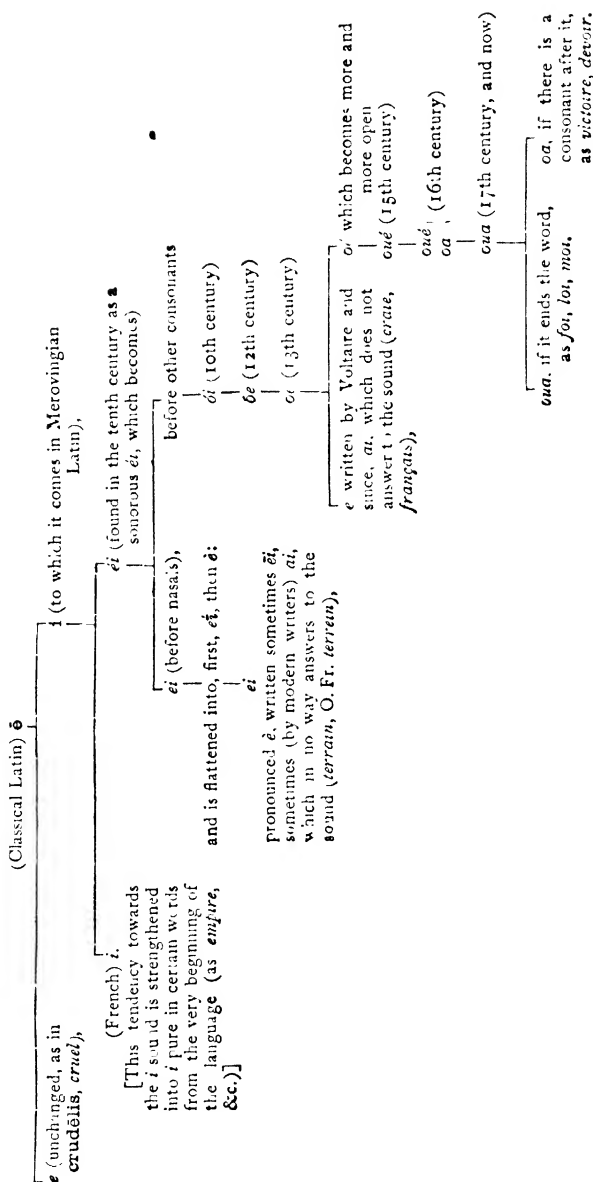 (Classical Latin) ē
e (unchanged, as in
crudēlis, cruel),
i (to which it comes in Merovingian
Latin),
(French) i.
[This tendency towards
the i sound is strengthened
into i pure in certain words
from the very beginning of
the language (as empire,
&c.)]
éi (found in the tenth century as a
sonorous éi, which becomes)
éi (before nasals),
and is flattened into, first, eï, then è:
ei
pronounced è, written sometimes ēi,
sometimes (by modern writers) ai,
which in no way answers to the
sound (terrain, O. Fr. terrein),
before other consonants
ói (10th century)
óe (12th century)
oé (13th century)
e written by Voltaire and
since, ai, which does not
answer to the sound (craie,
français),
oé which becomes more and
more open
oué (15th century)
oué
oa (16th century)
oua (17th century, and now)
oua, if it ends the word,
as foi, loi, moi.
oa, if there is a
consonant after it,
as victoire, devoir.